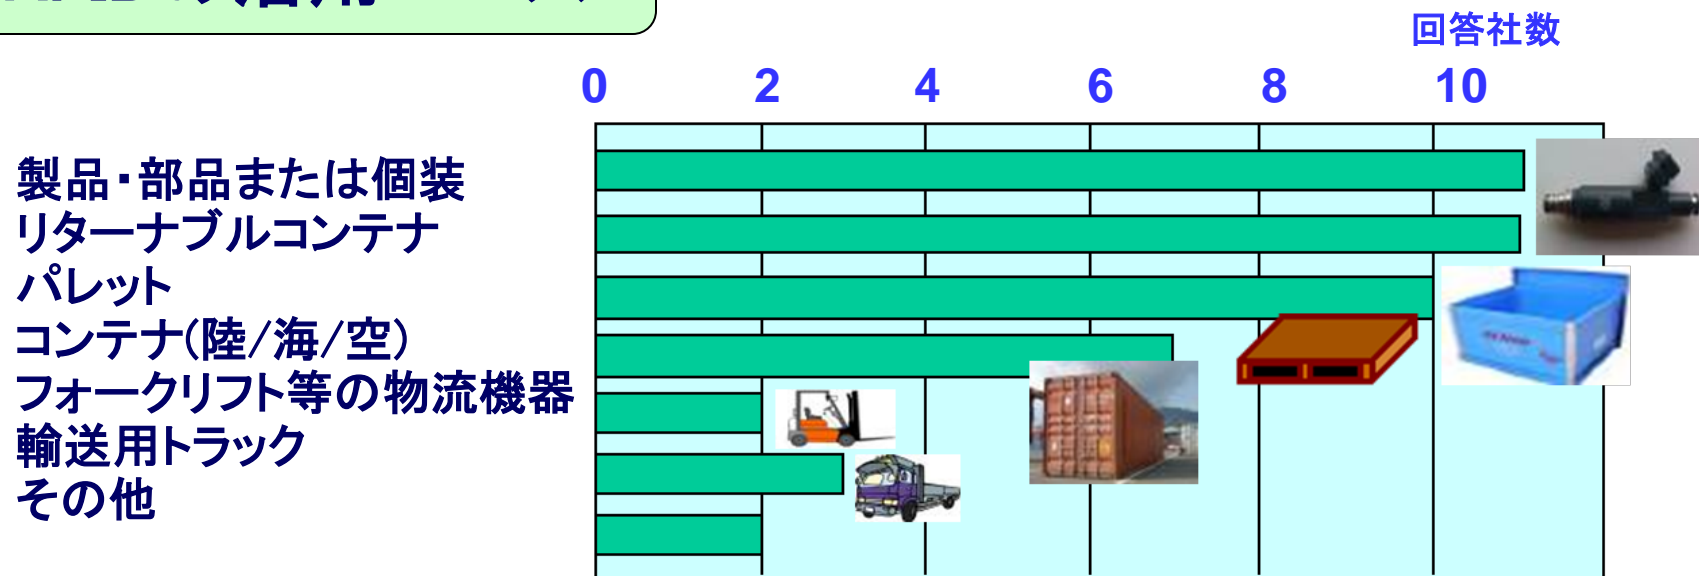 回答社数
0 2 4 6 8 10
製品・部品または個装
リターナブルコンテナ
パレット
コンテナ(陸/海/空)
フォークリフト等の物流機器
輸送用トラック
その他